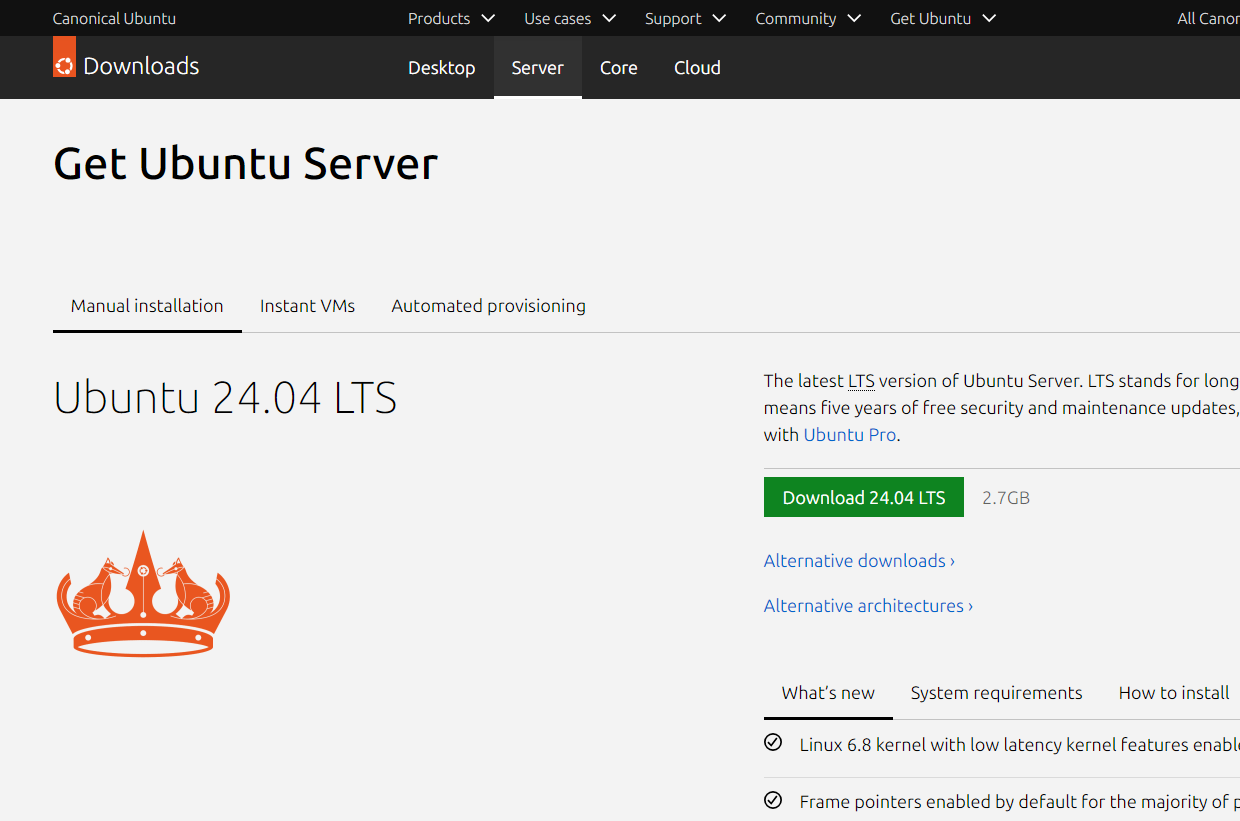 Canonical Ubuntu Products Use cases Support Community Get Ubuntu All Canon
Downloads Desktop Server Core Cloud
Get Ubuntu Server
Manual installation Instant VMs Automated provisioning
Ubuntu 24.04 LTS
The latest LTS version of Ubuntu Server. LTS stands for long
means five years of free security and maintenance updates,
with Ubuntu Pro.
Download 24.04 LTS 2.7GB
Alternative downloads ›
Alternative architectures ›
What’s new System requirements How to install
Linux 6.8 kernel with low latency kernel features enabl
Frame pointers enabled by default for the majority of p